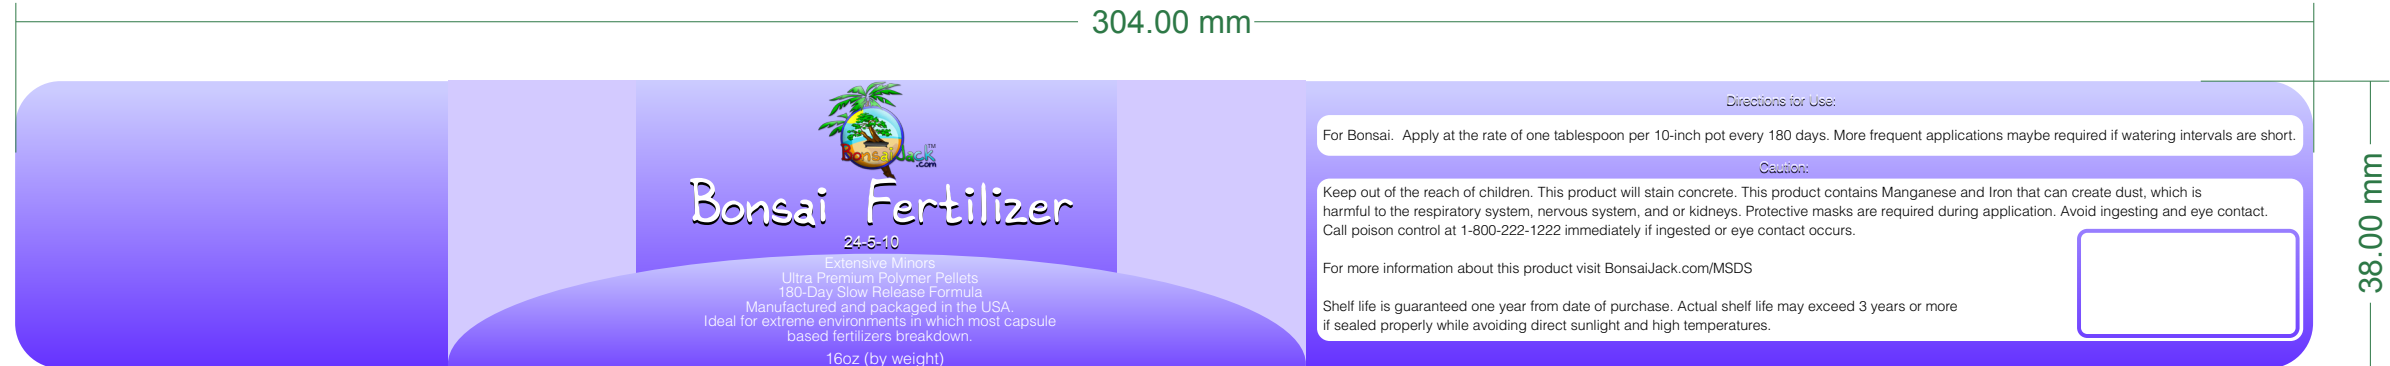 304.00 mm
BonsaiJack™
.com
Bonsai Fertilizer
24-5-10
Extensive Minors
Ultra Premium Polymer Pellets
180-Day Slow Release Formula
Manufactured and packaged in the USA.
Ideal for extreme environments in which most capsule
based fertilizers breakdown.
16oz (by weight)
Directions for Use:
For Bonsai. Apply at the rate of one tablespoon per 10-inch pot every 180 days. More frequent applications maybe required if watering intervals are short.
Caution:
Keep out of the reach of children. This product will stain concrete. This product contains Manganese and Iron that can create dust, which is
harmful to the respiratory system, nervous system, and or kidneys. Protective masks are required during application. Avoid ingesting and eye contact.
Call poison control at 1-800-222-1222 immediately if ingested or eye contact occurs.
For more information about this product visit BonsaiJack.com/MSDS
Shelf life is guaranteed one year from date of purchase. Actual shelf life may exceed 3 years or more
if sealed properly while avoiding direct sunlight and high temperatures.
38.00 mm